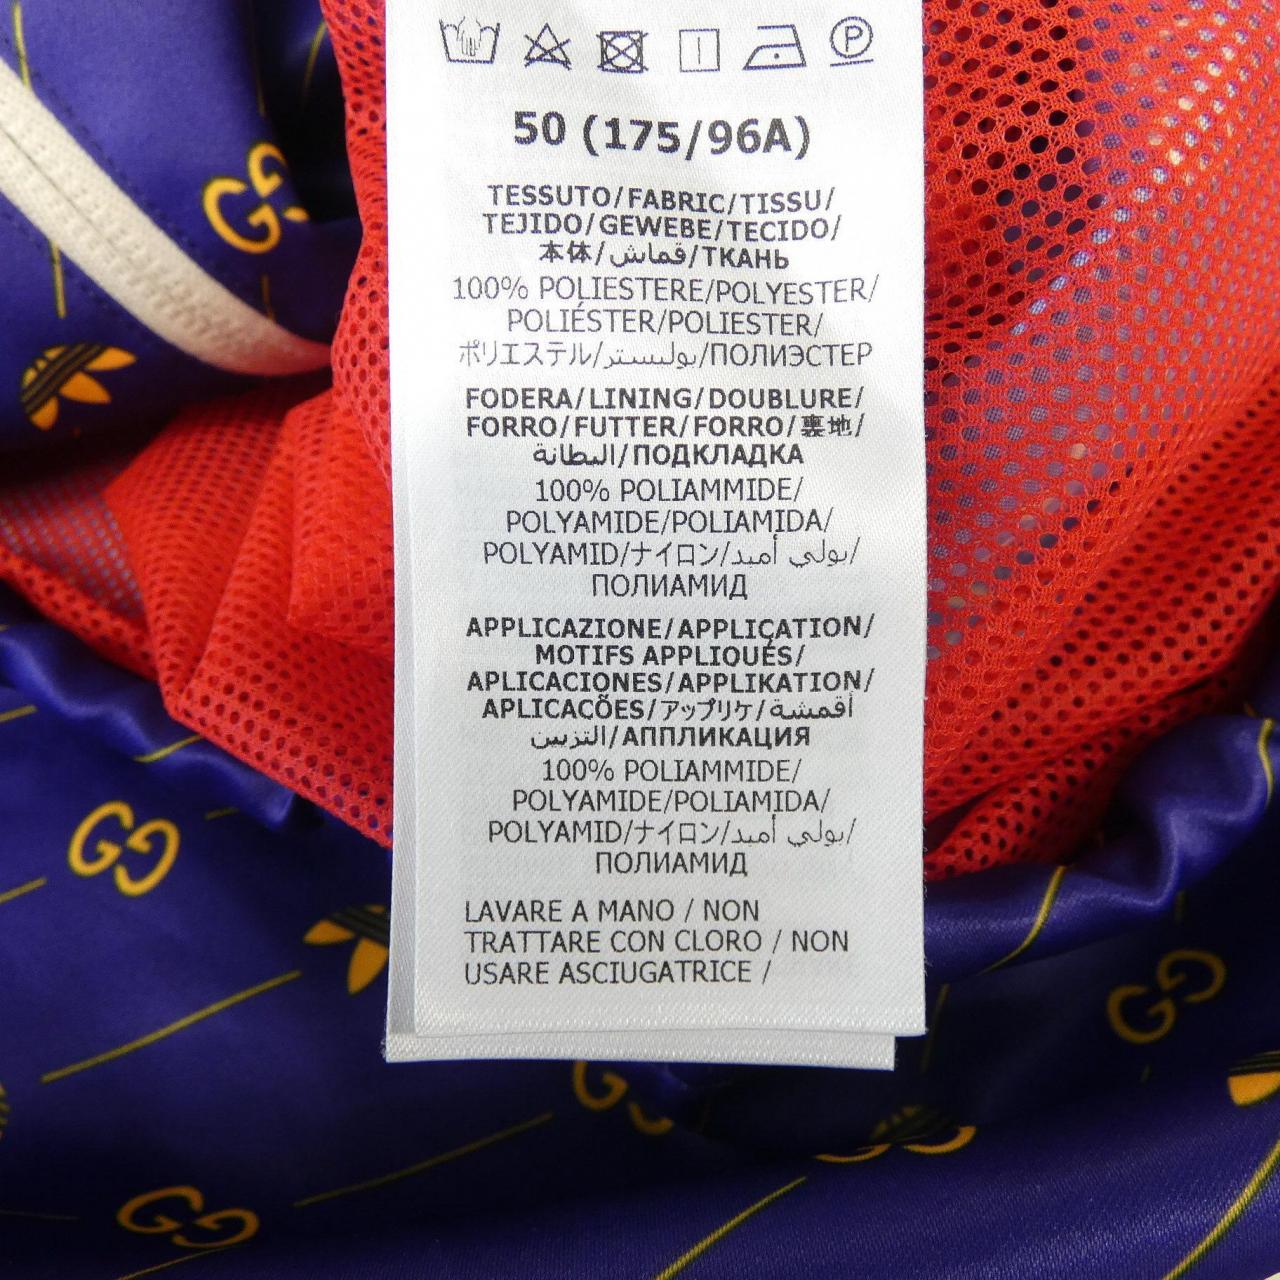 50 (175/96A)
TESSUTO/FABRIC/TISSU/
TEJIDO/GEWEBE/TECIDO/
本体/قماش/ТКАНЬ
100% POLIESTERE/POLYESTER/
POLIÉSTER/POLIESTER/
ポリエステル/بوليستر/ПОЛИЭСТЕР
FODERA/LINING/DOUBLURE/
FORRO/FUTTER/FORRO/裏地/
البطانة/ПОДКЛАДКА
100% POLIAMMIDE/
POLYAMIDE/POLIAMIDA/
POLYAMID/ナイロン/بولي أميد/
ПОЛИАМИД
APPLICAZIONE/APPLICATION/
MOTIFS APPLIQUÉS/
APLICACIONES/APPLIKATION/
APLICAÇÕES/アップリケ/أقمشة
التزيين/АППЛИКАЦИЯ
100% POLIAMMIDE/
POLYAMIDE/POLIAMIDA/
POLYAMID/ナイロン/بولي أميد/
ПОЛИАМИД
LAVARE A MANO / NON
TRATTARE CON CLORO / NON
USARE ASCIUGATRICE /